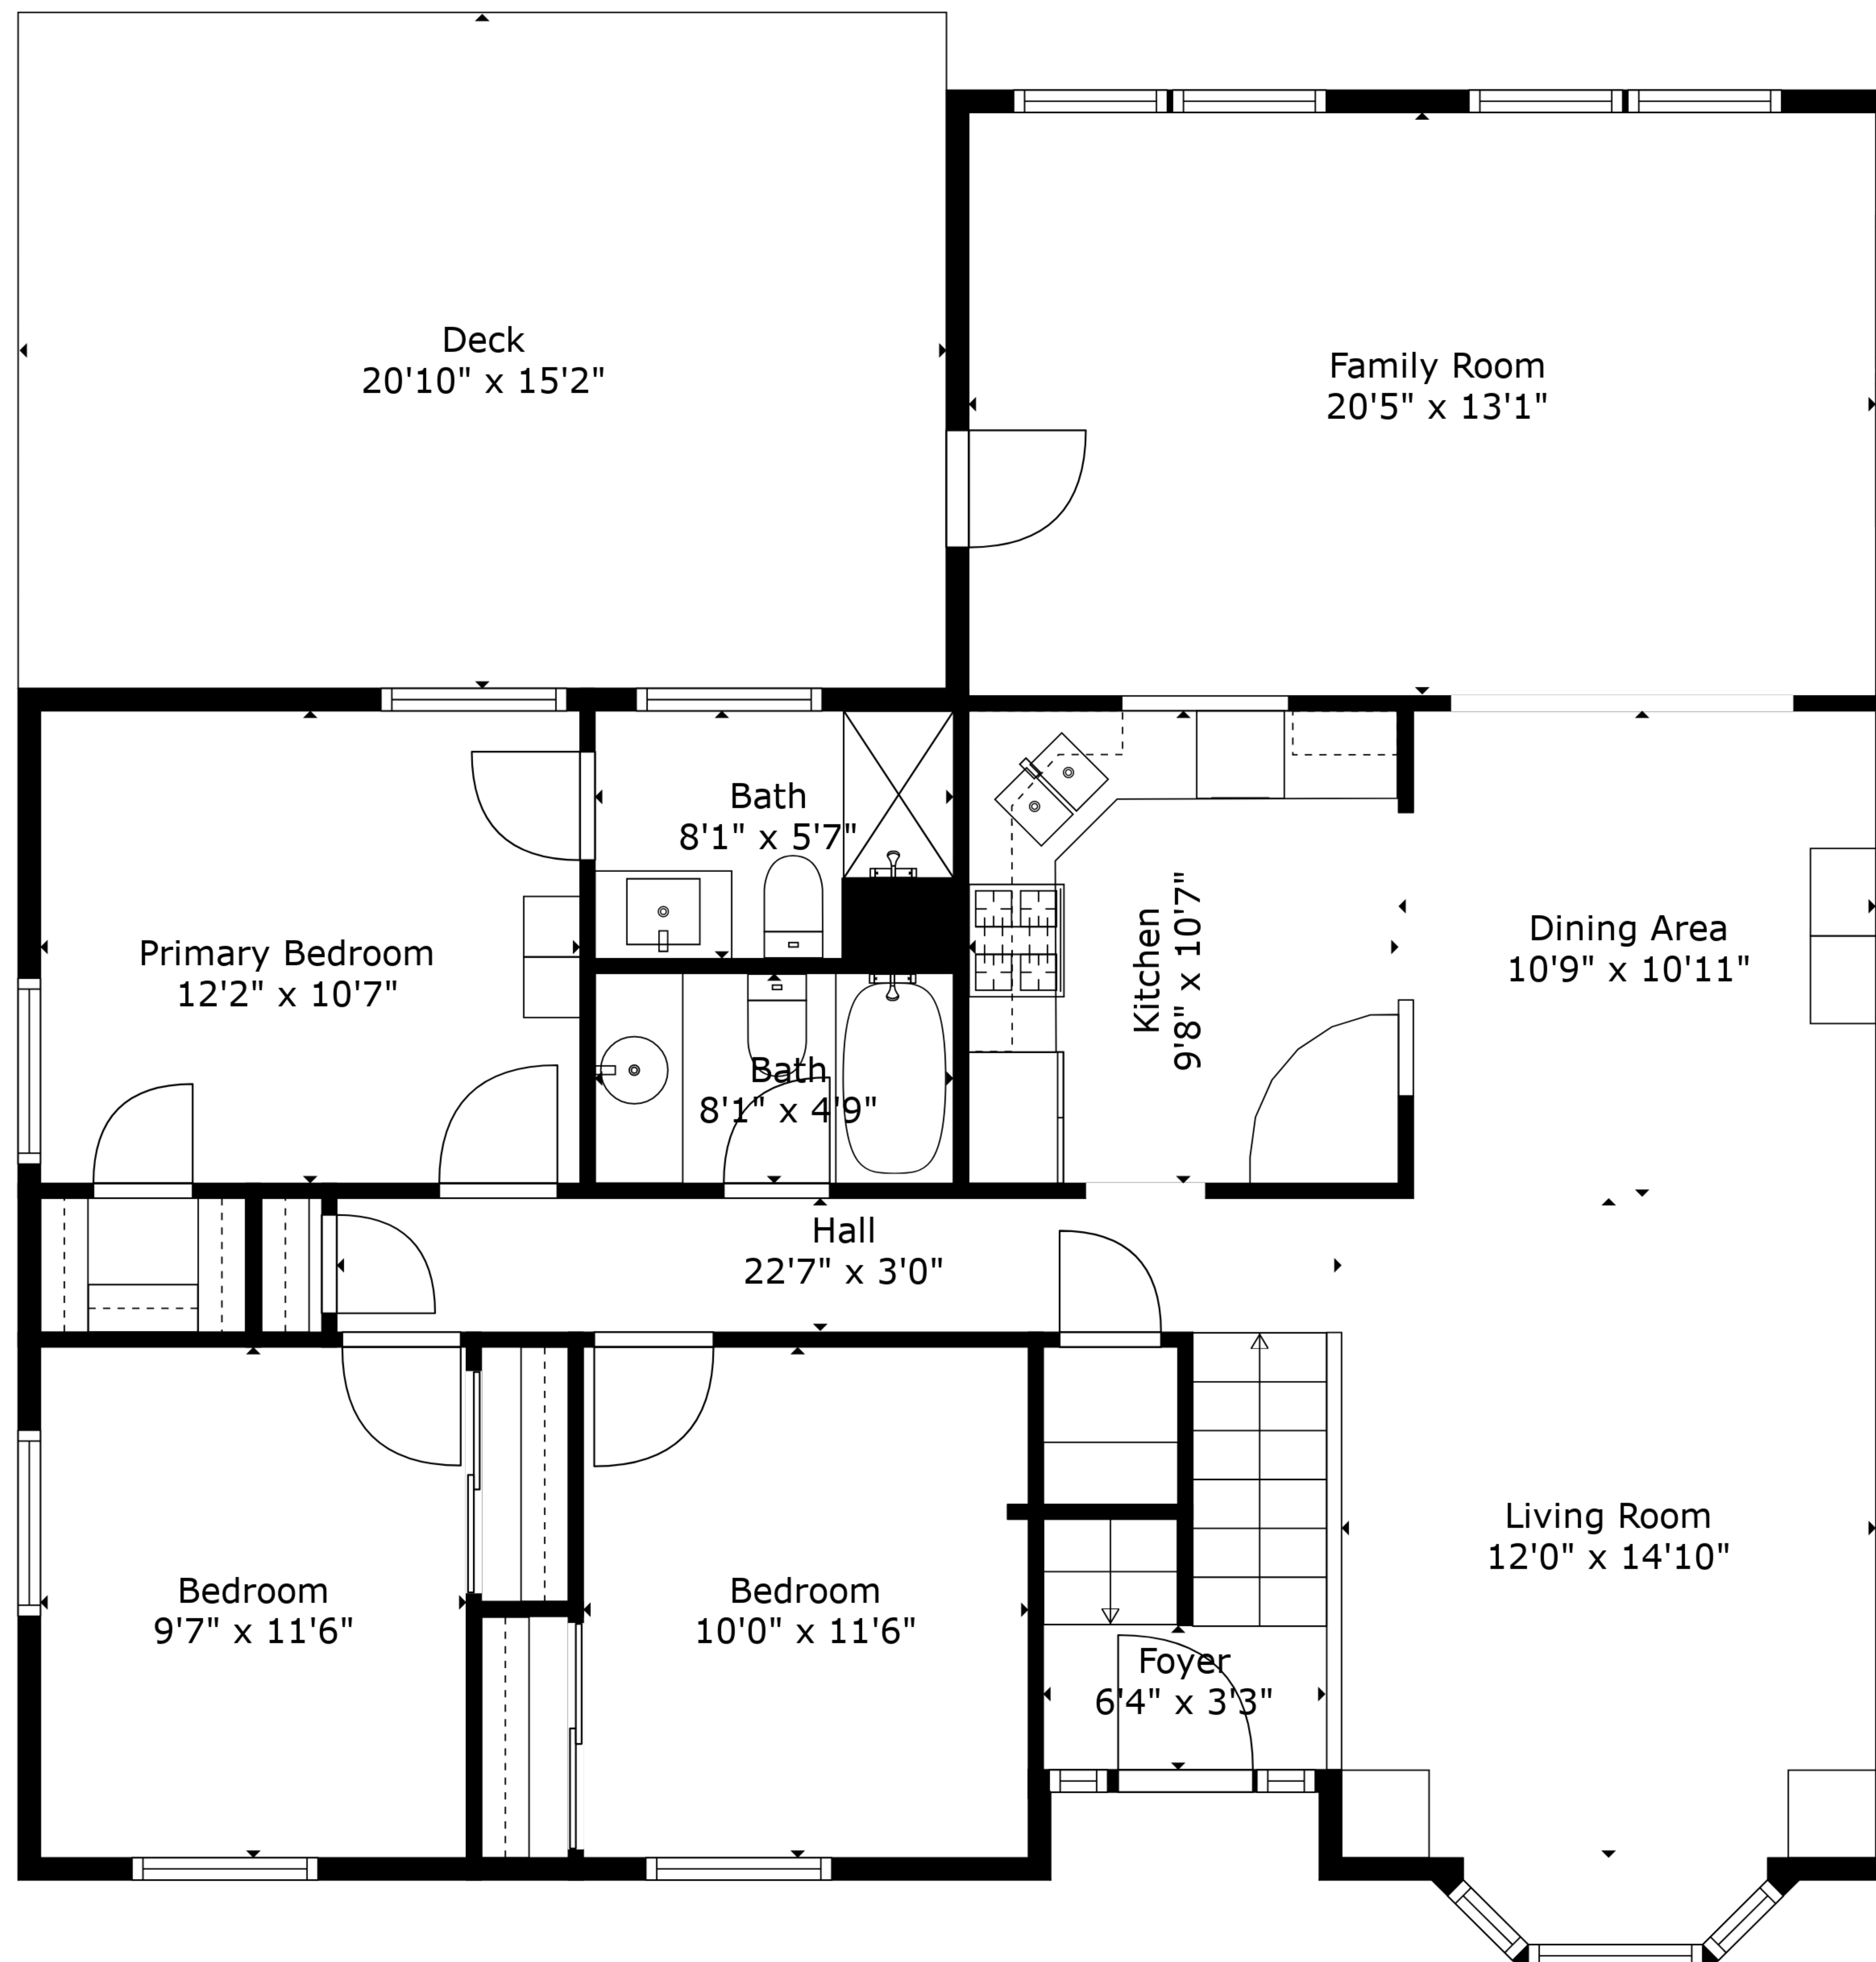 Deck
20'10" x 15'2"
Family Room
20'5" x 13'1"
Bath
8'1" x 5'7"
Primary Bedroom
12'2" x 10'7"
Kitchen
9'8" x 10'7"
Dining Area
10'9" x 10'11"
Bath
8'1" x 4'9"
Hall
22'7" x 3'0"
Living Room
12'0" x 14'10"
Bedroom
9'7" x 11'6"
Bedroom
10'0" x 11'6"
Foyer
6'4" x 3'3"